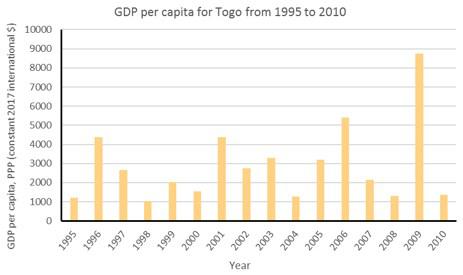 GDP per capita for Togo from 1995 to 2010
GDP per capita, PPP (constant 2017 international $)
10000
9000
8000
7000
6000
5000
4000
3000
2000
1000
0
1995 1996 1997 1998 1999 2000 2001 2002 2003 2004 2005 2006 2007 2008 2009 2010
Year